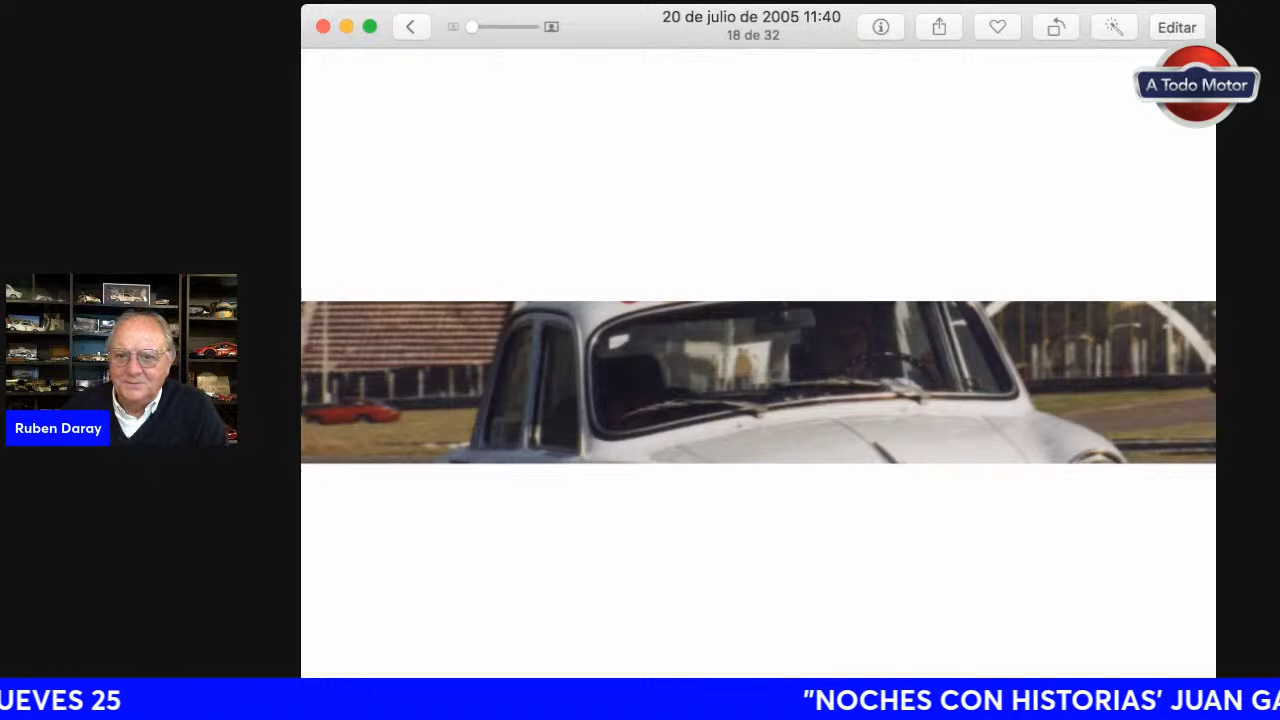 20 de julio de 2005 11:40
18 de 32
Editar
A Todo Motor
Ruben Daray
UEVES 25
"NOCHES CON HISTORIAS' JUAN GA